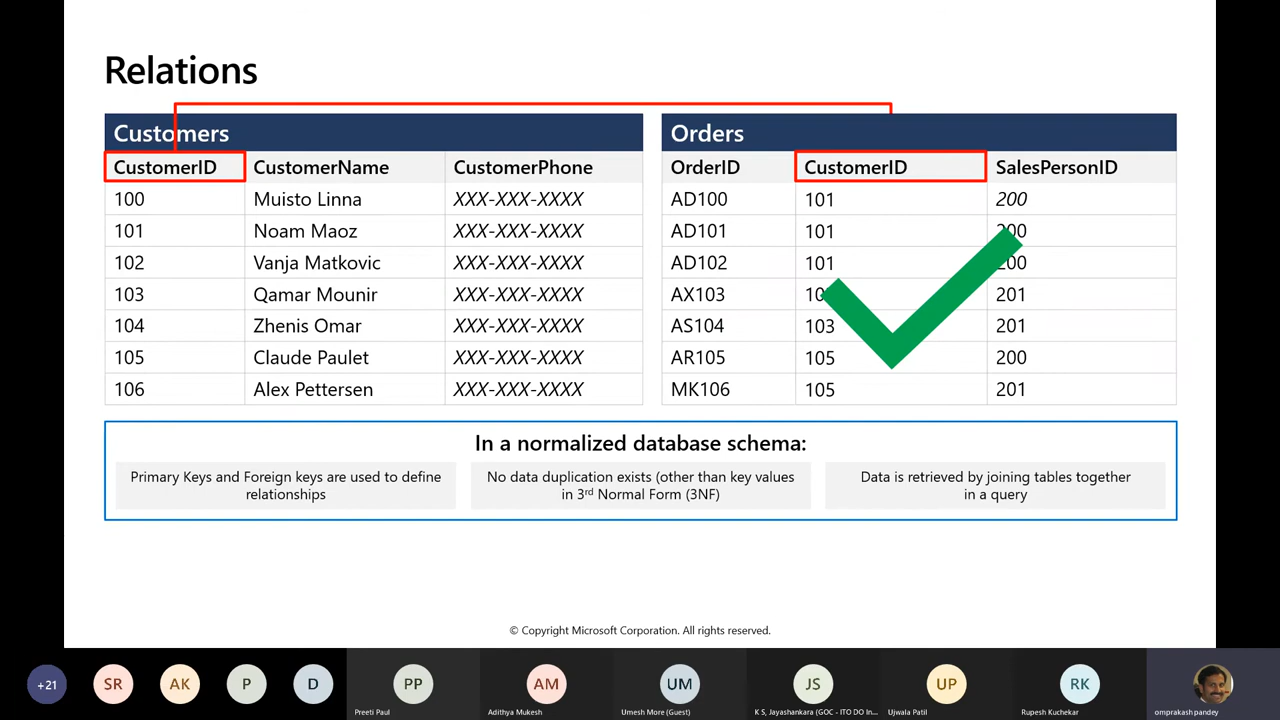 Relations
Customers
CustomerID CustomerName CustomerPhone
100 Muisto Linna XXX-XXX-XXXX
101 Noam Maoz XXX-XXX-XXXX
102 Vanja Matkovic XXX-XXX-XXXX
103 Qamar Mounir XXX-XXX-XXXX
104 Zhenis Omar XXX-XXX-XXXX
105 Claude Paulet XXX-XXX-XXXX
106 Alex Pettersen XXX-XXX-XXXX
Orders
OrderID CustomerID SalesPersonID
AD100 101 200
AD101 101
AD102 101
AX103 201
AS104 103 201
AR105 105 200
MK106 105 201
In a normalized database schema:
Primary Keys and Foreign keys are used to define
relationships
No data duplication exists (other than key values
in 3rd Normal Form (3NF)
Data is retrieved by joining tables together
in a query
© Copyright Microsoft Corporation. All rights reserved.
+21 SR AK P D PP AM UM JS UP RK
Preeti Paul Adithya Mukesh Umesh More (Guest) K S, Jayashankara (GOC - ITO DO In... Ujwala Patil Rupesh Kuchekar omprakash pandey